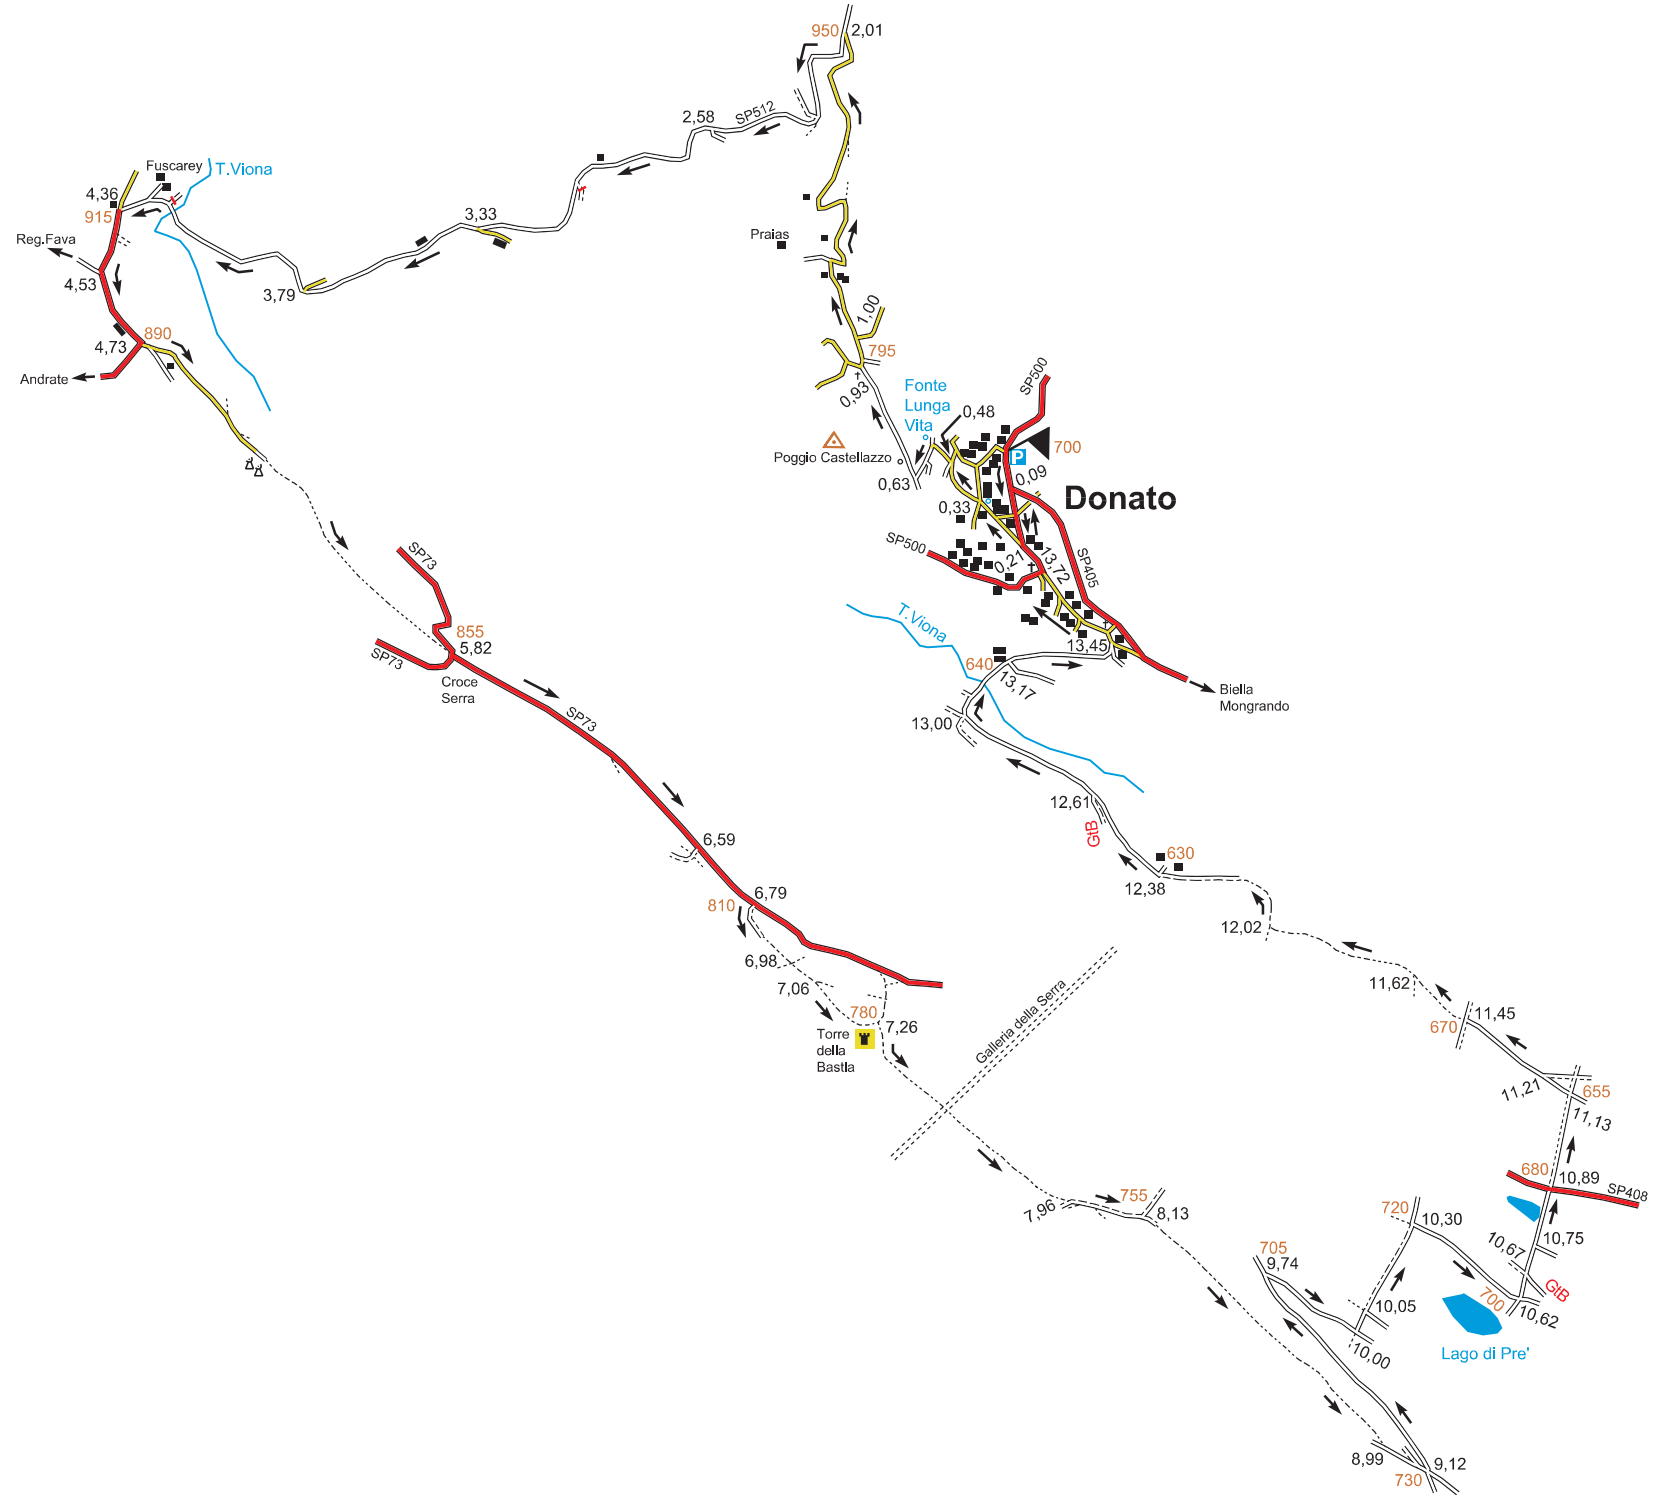 950
2,01
2,58
SP512
Fuscarey
T.Viona
4,36
915
3,33
Reg.Fava
Praias
4,53
3,79
1,00
890
4,73
795
Andrate
0,93
SP500
Fonte
Lunga
Vita
0,48
Poggio Castellazzo
P
700
0,63
0,09
0,33
Donato
SP500
0,21
13,72
SP405
SP73
T.Viona
855
5,82
SP73
13,45
640
13,17
Croce
Serra
Biella
Mongrando
SP73
13,00
12,61
GtB
6,59
630
12,38
6,79
810
12,02
6,98
7,06
11,62
Galleria della Serra
780
7,26
11,45
670
Torre
della
Bastla
11,21
655
11,13
680
10,89
SP408
755
7,96
8,13
720
10,30
10,75
705
9,74
10,67
GtB
10,05
700
10,62
10,00
Lago di Pre'
8,99
9,12
730